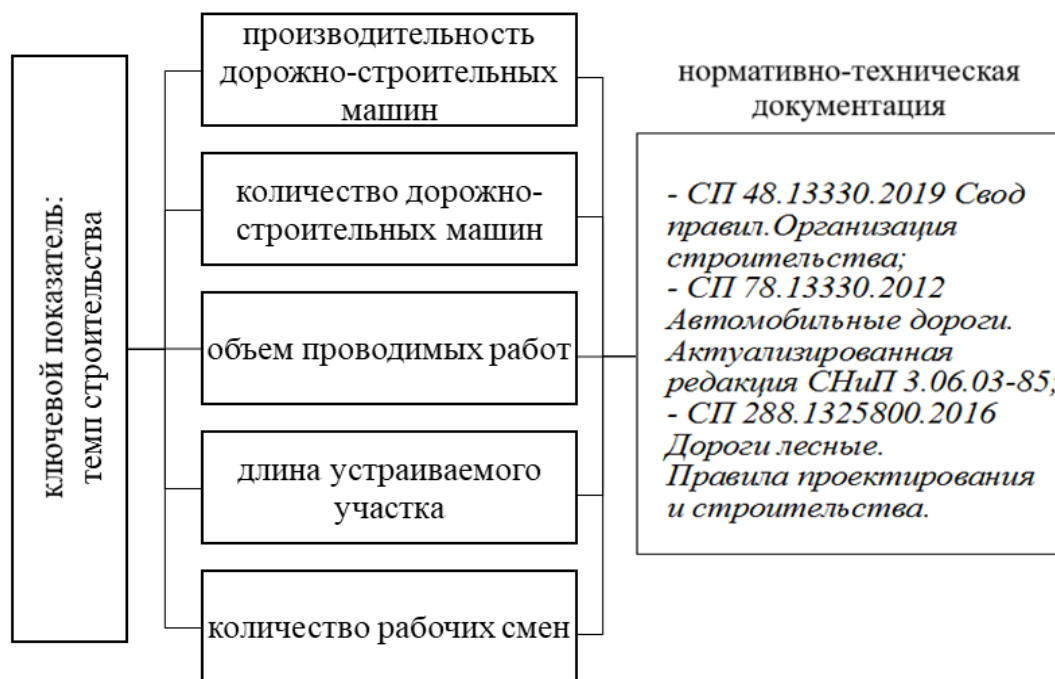 ключевой показатель:
темп строительства
производительность
дорожно-строительных
машин
количество дорожно-
строительных машин
объем проводимых работ
длина устраиваемого
участка
количество рабочих смен
нормативно-техническая
документация
- СП 48.13330.2019 Свод
правил.Организация
строительства;
- СП 78.13330.2012
Автомобильные дороги.
Актуализированная
редакция СНиП 3.06.03-85;
- СП 288.1325800.2016
Дороги лесные.
Правила проектирования
и строительства.